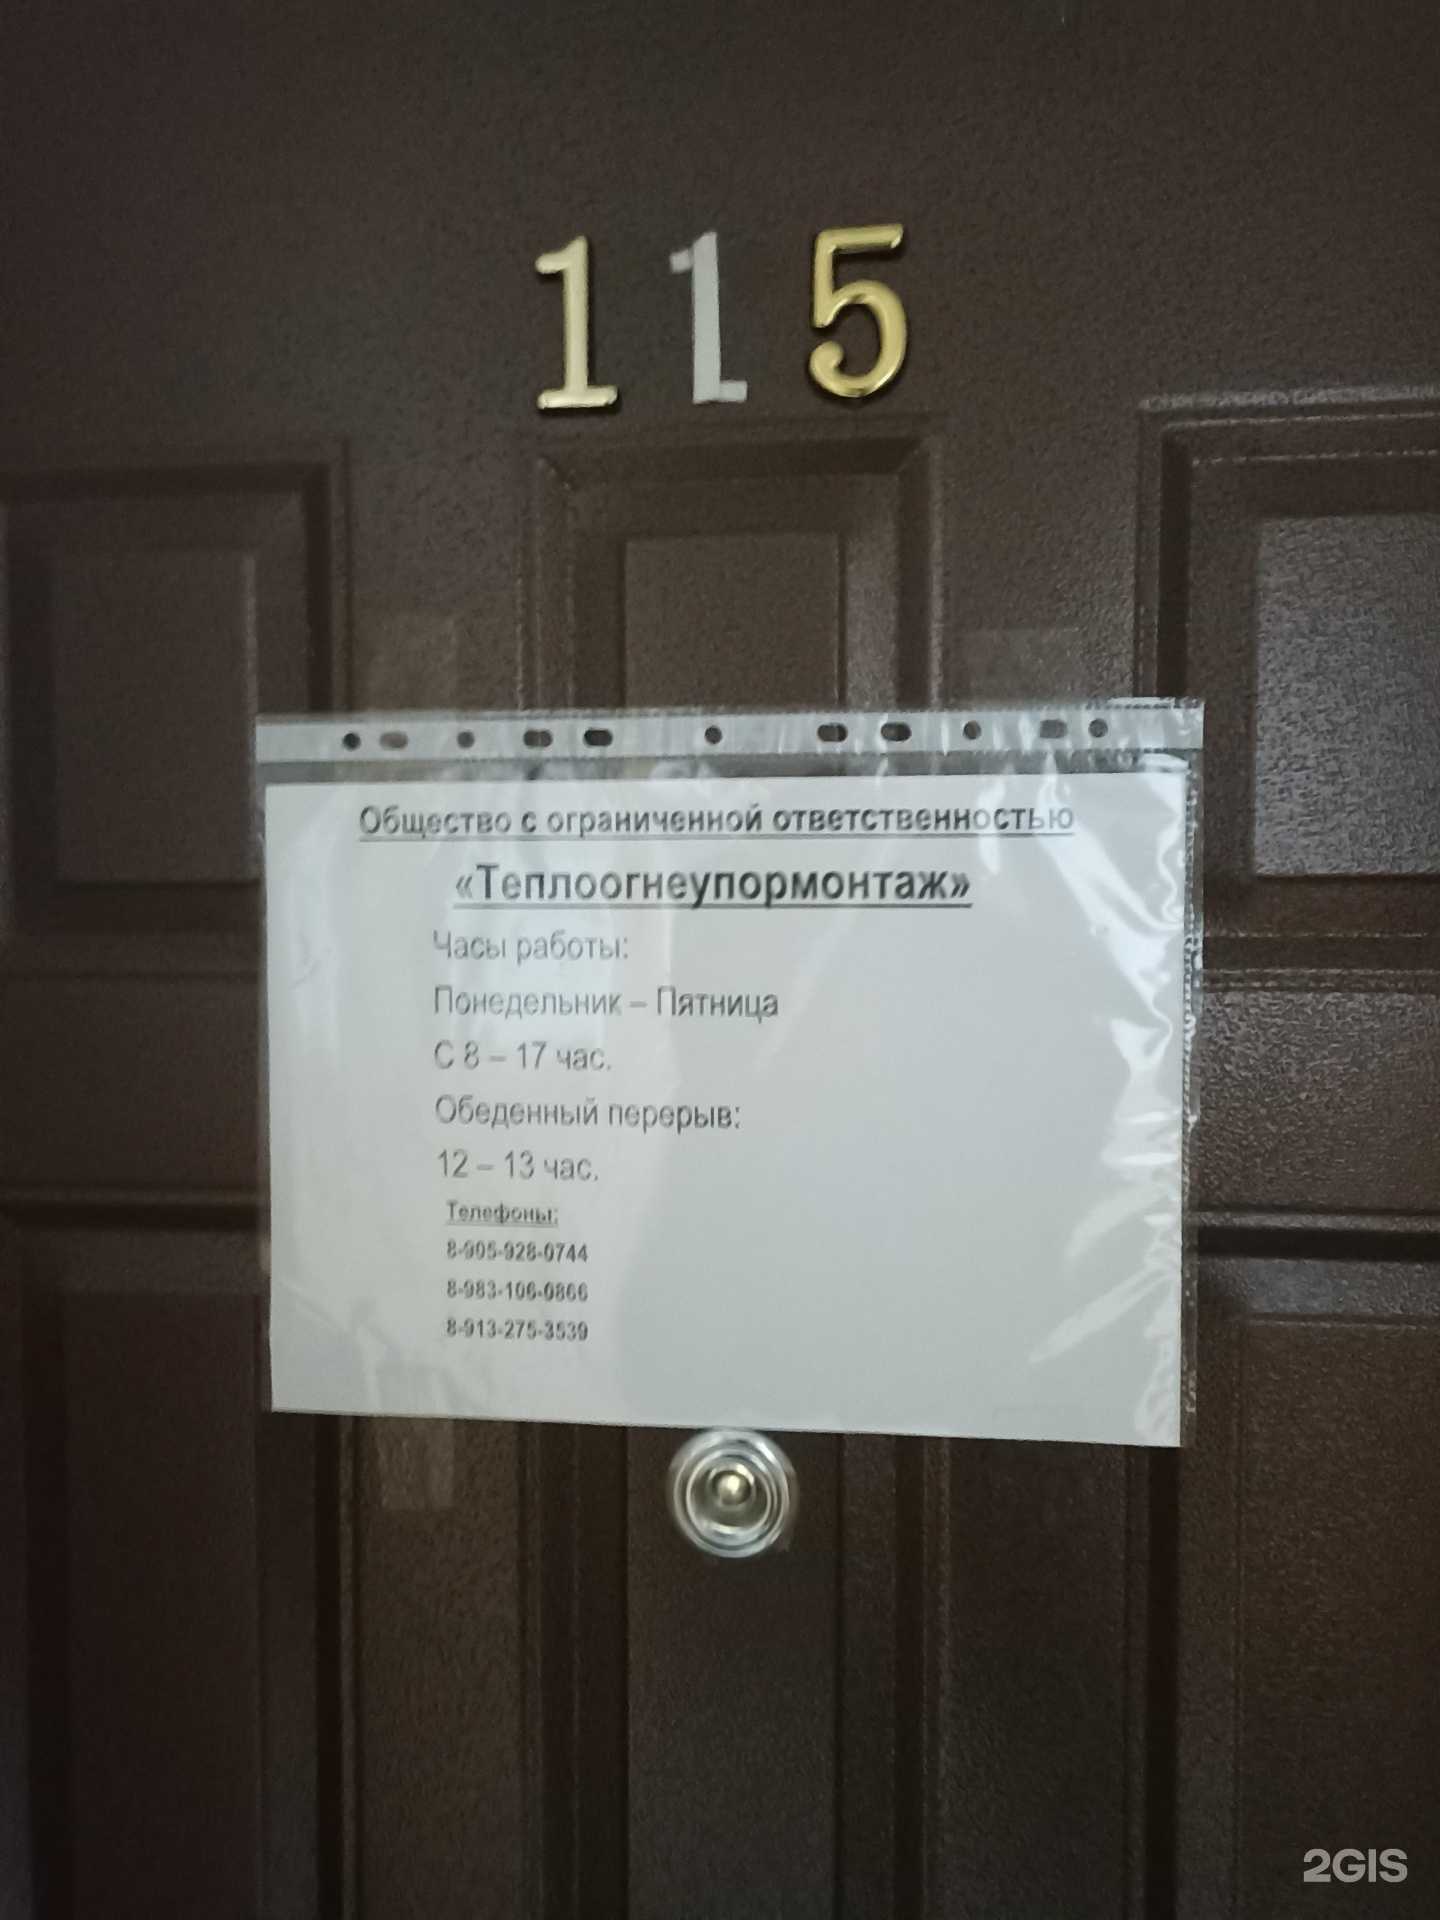 115
Общество с ограниченной ответственностью
«Теплоогнеупормонтаж»
Часы работы:
Понедельник – Пятница
С 8 – 17 час.
Обеденный перерыв:
12 – 13 час.
Телефоны:
8-905-928-0744
8-983-106-0866
8-913-275-3539
2GIS